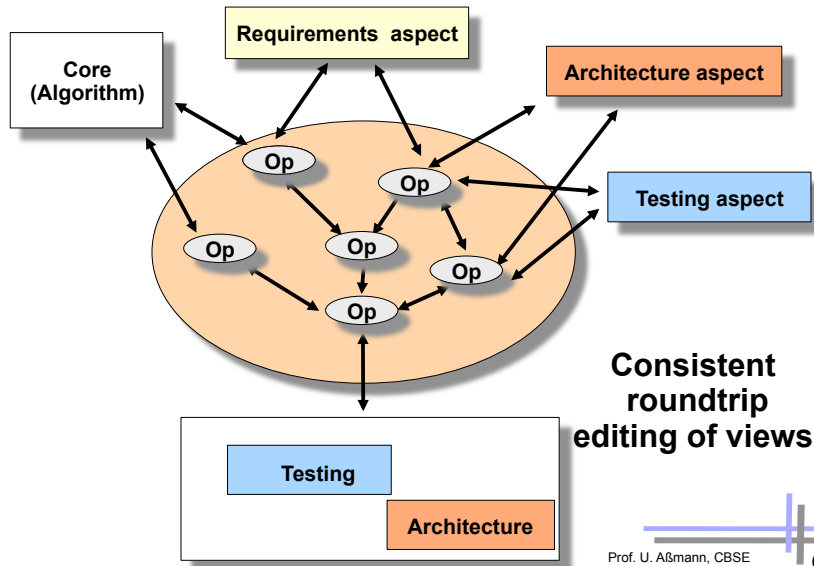 Requirements aspect
Core
(Algorithm)
Architecture aspect
Op
Op
Testing aspect
Op
Op
Op
Op
Consistent
roundtrip
editing of views
Testing
Architecture
Prof. U. Aßmann, CBSE